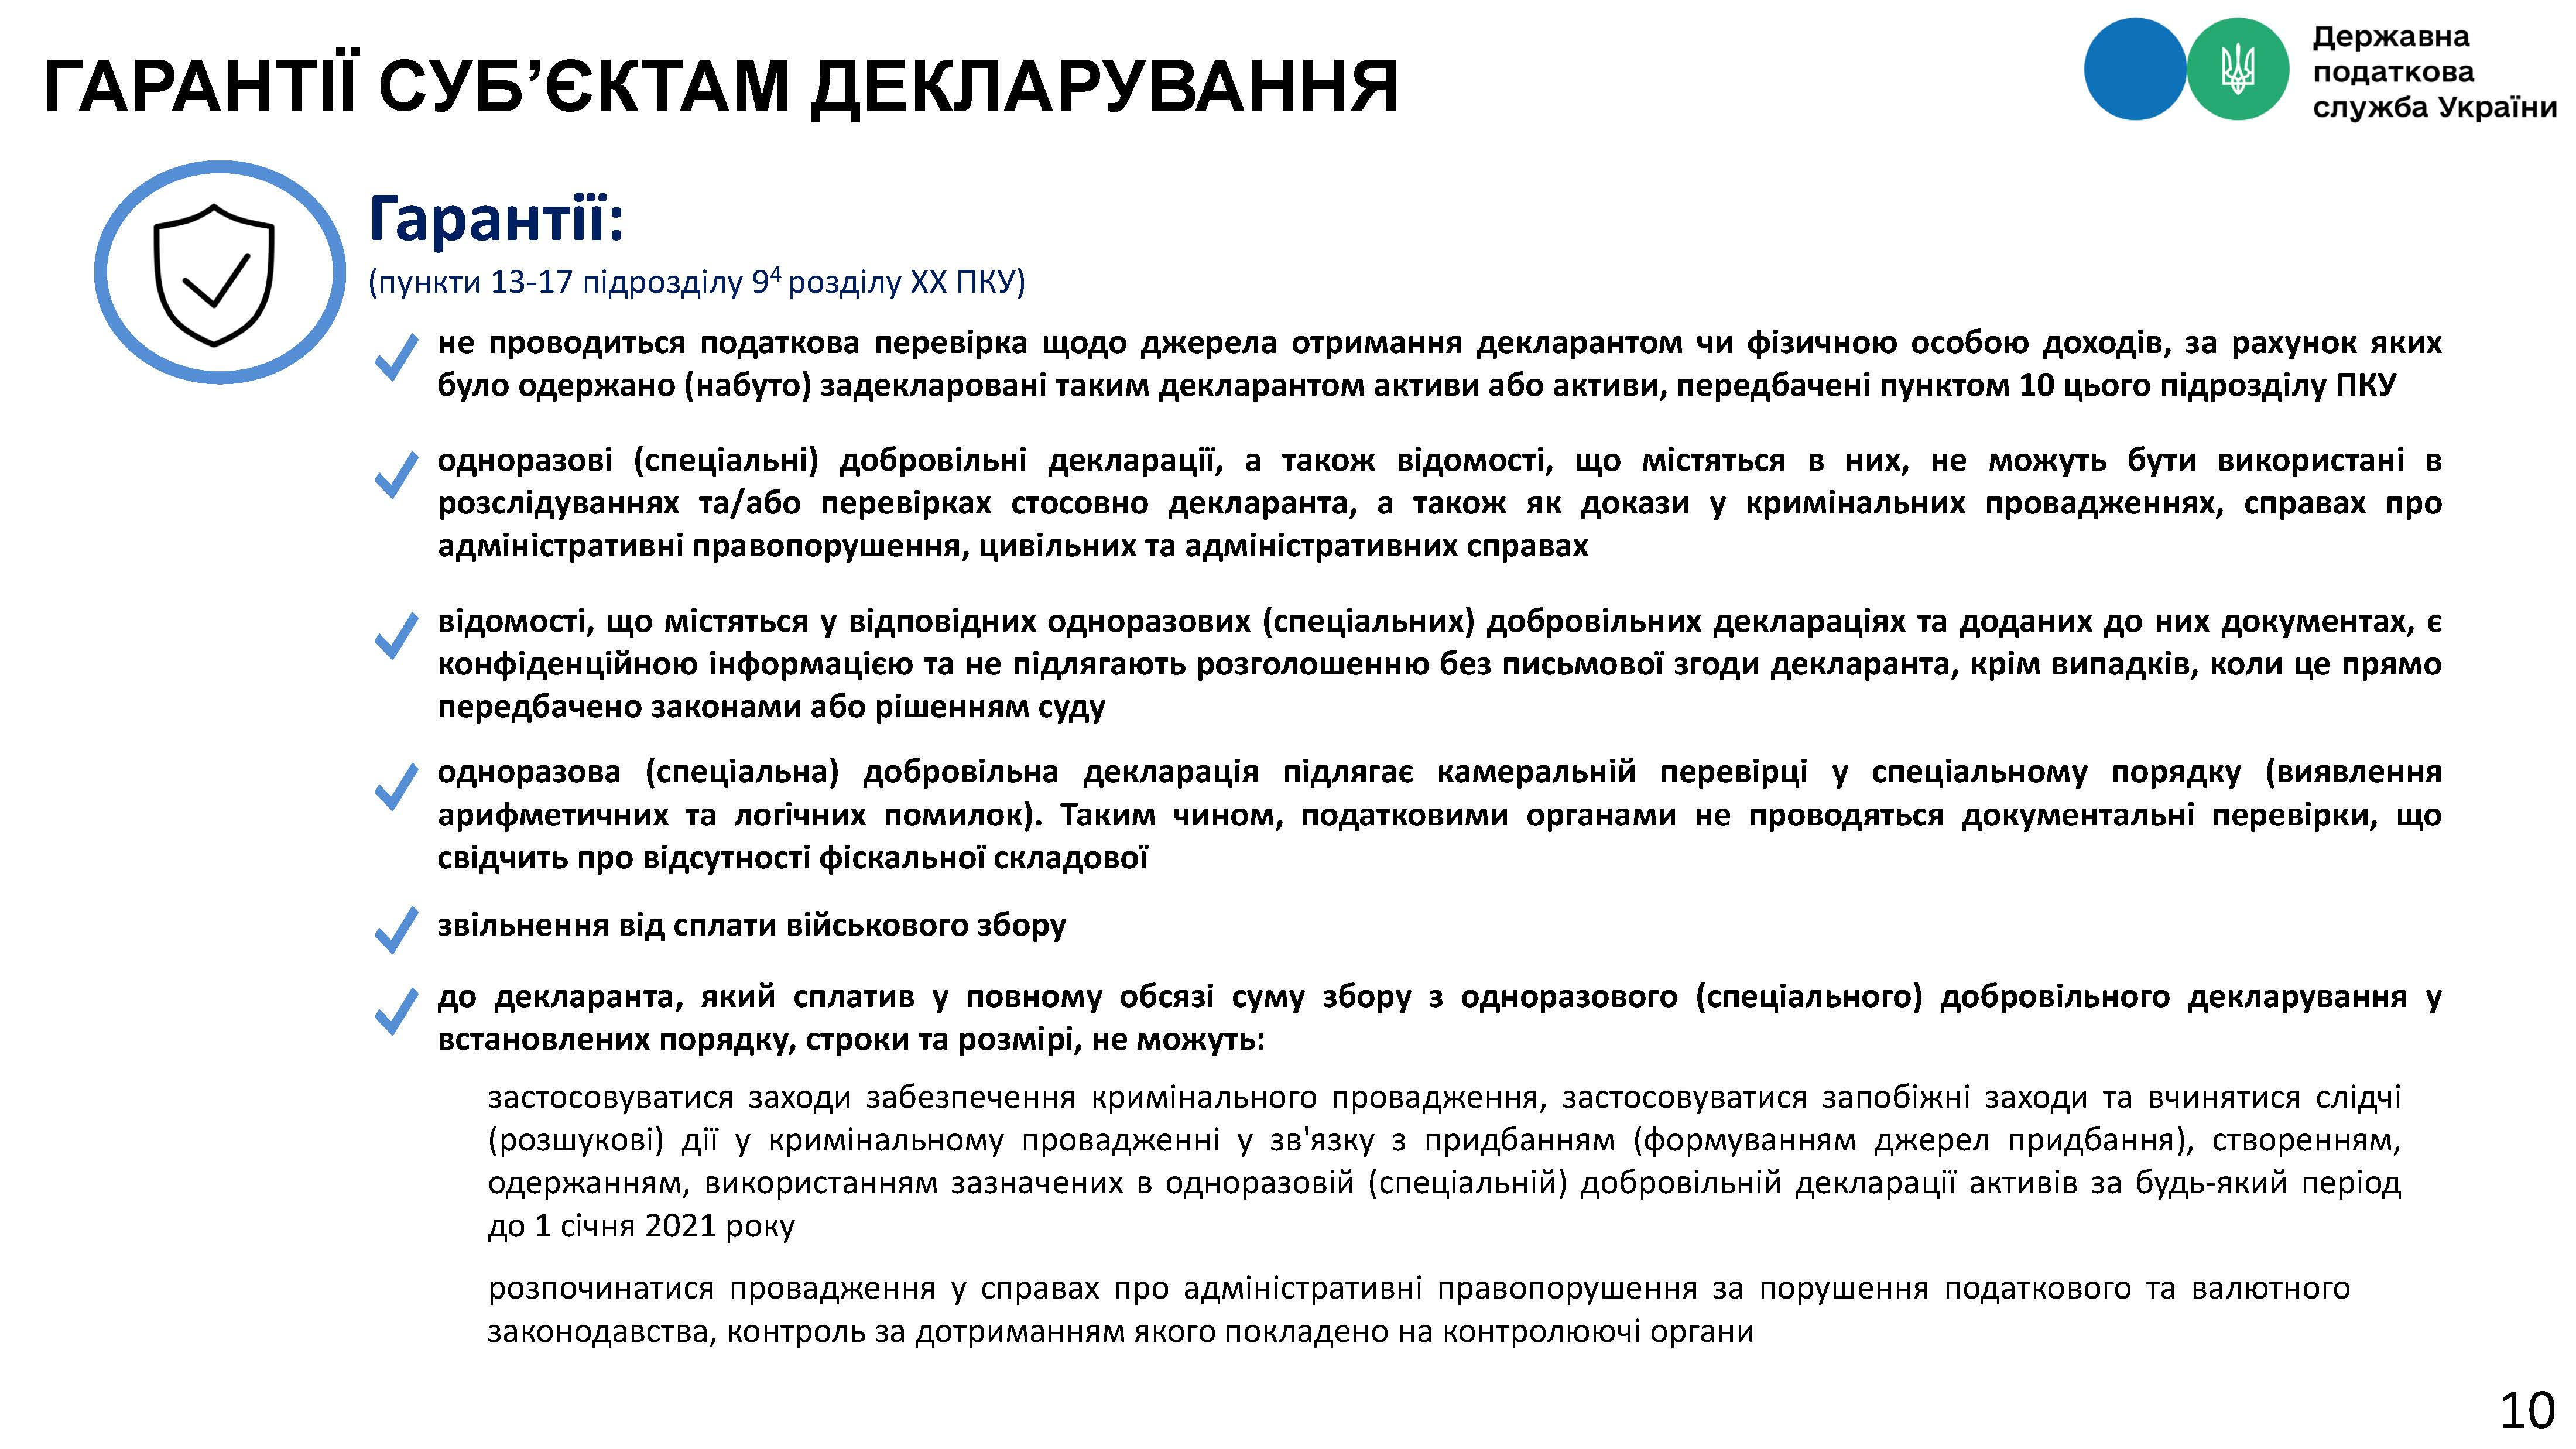 ГАРАНТІЇ СУБ’ЄКТАМ ДЕКЛАРУВАННЯ
Державна
податкова
служба України
Гарантії:
(пункти 13-17 підрозділу 9⁴ розділу ХХ ПКУ)
не проводиться податкова перевірка щодо джерела отримання декларантом чи фізичною особою доходів, за рахунок яких
було одержано (набуто) задекларовані таким декларантом активи або активи, передбачені пунктом 10 цього підрозділу ПКУ
одноразові (спеціальні) добровільні декларації, а також відомості, що містяться в них, не можуть бути використані в
розслідуваннях та/або перевірках стосовно декларанта, а також як докази у кримінальних провадженнях, справах про
адміністративні правопорушення, цивільних та адміністративних справах
відомості, що містяться у відповідних одноразових (спеціальних) добровільних деклараціях та доданих до них документах, є
конфіденційною інформацією та не підлягають розголошенню без письмової згоди декларанта, крім випадків, коли це прямо
передбачено законами або рішенням суду
одноразова (спеціальна) добровільна декларація підлягає камеральній перевірці у спеціальному порядку (виявлення
арифметичних та логічних помилок). Таким чином, податковими органами не проводяться документальні перевірки, що
свідчить про відсутності фіскальної складової
звільнення від сплати військового збору
до декларанта, який сплатив у повному обсязі суму збору з одноразового (спеціального) добровільного декларування у
встановлених порядку, строки та розмірі, не можуть:
застосовуватися заходи забезпечення кримінального провадження, застосовуватися запобіжні заходи та вчинятися слідчі
(розшукові) дії у кримінальному провадженні у зв'язку з придбанням (формуванням джерел придбання), створенням,
одержанням, використанням зазначених в одноразовій (спеціальній) добровільній декларації активів за будь-який період
до 1 січня 2021 року
розпочинатися провадження у справах про адміністративні правопорушення за порушення податкового та валютного
законодавства, контроль за дотриманням якого покладено на контролюючі органи
10